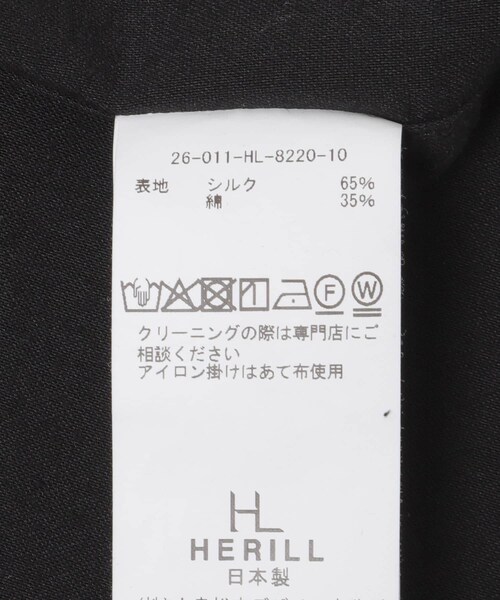 26-011-HL-8220-10
表地 シルク 65%
綿 35%
F W
クリーニングの際は専門店にご
相談ください
アイロン掛けはあて布使用
HL
HERILL
日本製